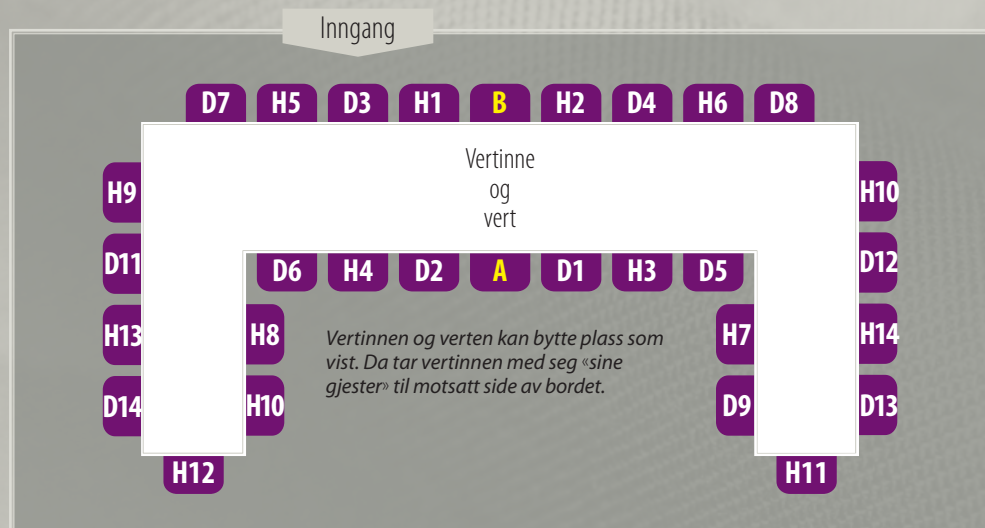 Inngang
D7 H5 D3 H1 B H2 D4 H6 D8
Vertinne
og
vert
H9
D11
H13
D14
H10
D12
H14
D13
D6 H4 D2 A D1 H3 D5
H8
H10
H7
D9
Vertinnen og verten kan bytte plass som
vist. Da tar vertinnen med seg «sine
gjester» til motsatt side av bordet.
H12
H11